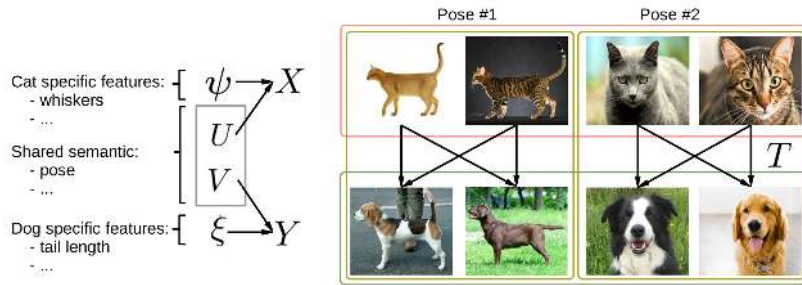 Pose #1
Pose #2
Cat specific features:
- whiskers
- ...
Shared semantic:
- pose
- ...
Dog specific features:
- tail length
- ...
ψ
X
U
V
ξ
Y
T